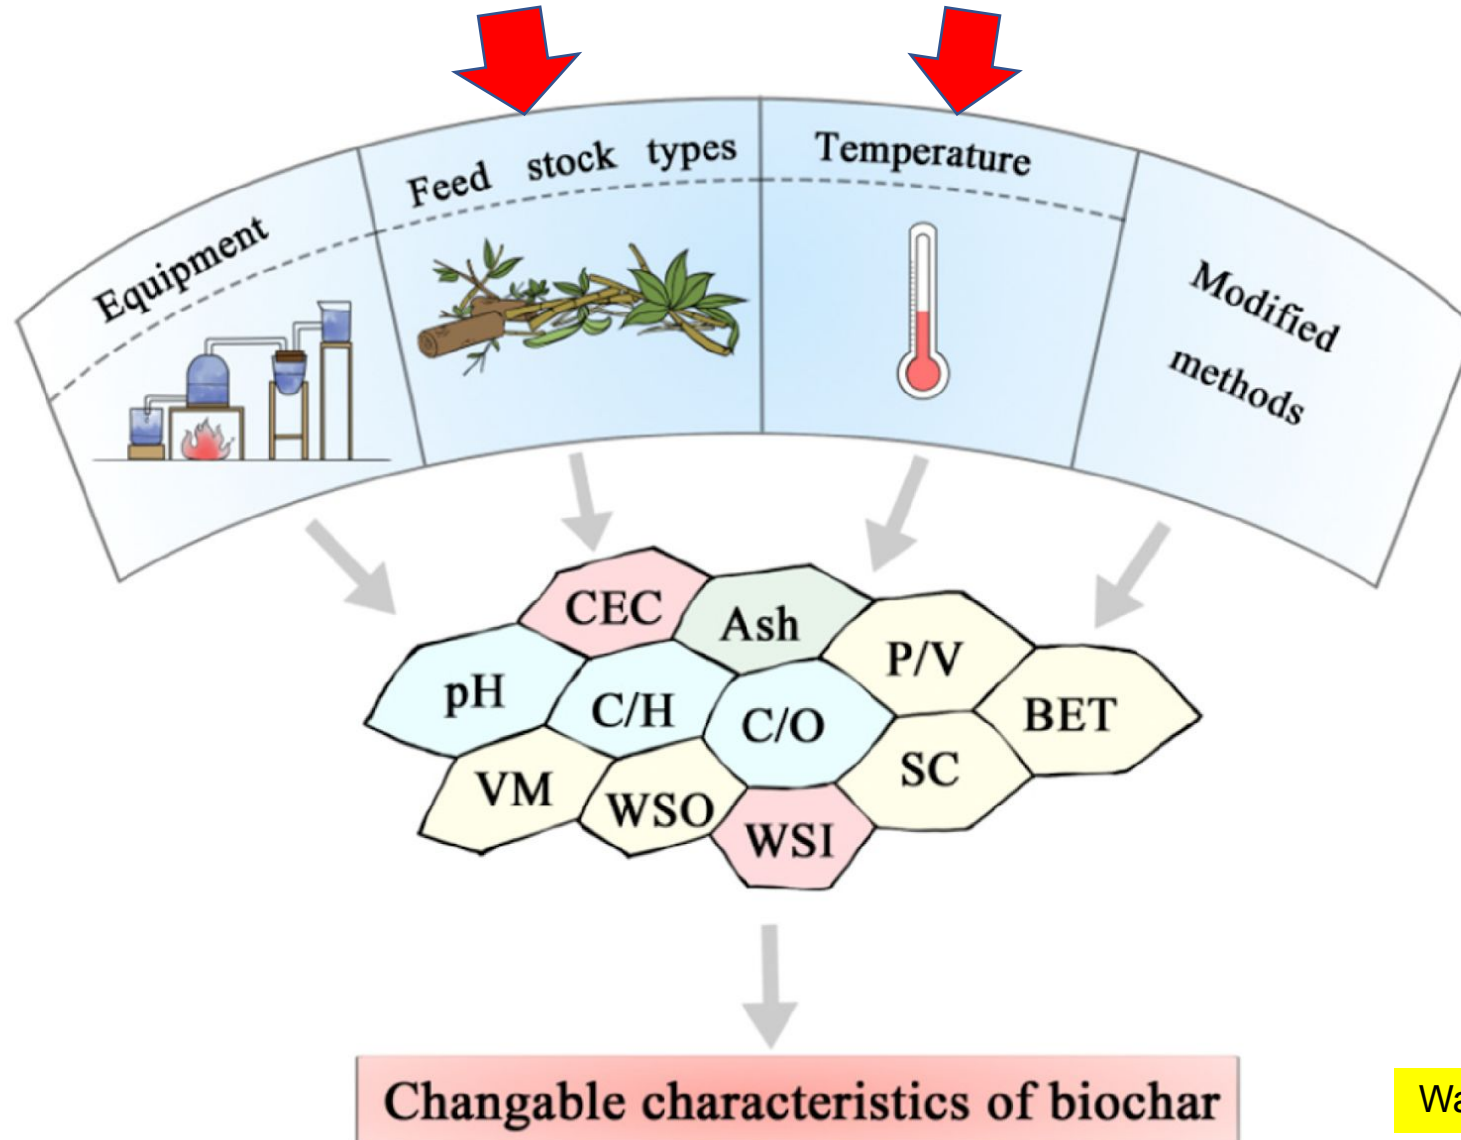 Equipment
Feed stock types
Temperature
Modified
methods
CEC
Ash
P/V
pH
C/H
C/O
BET
VM
WSO
SC
WSI
Changable characteristics of biochar